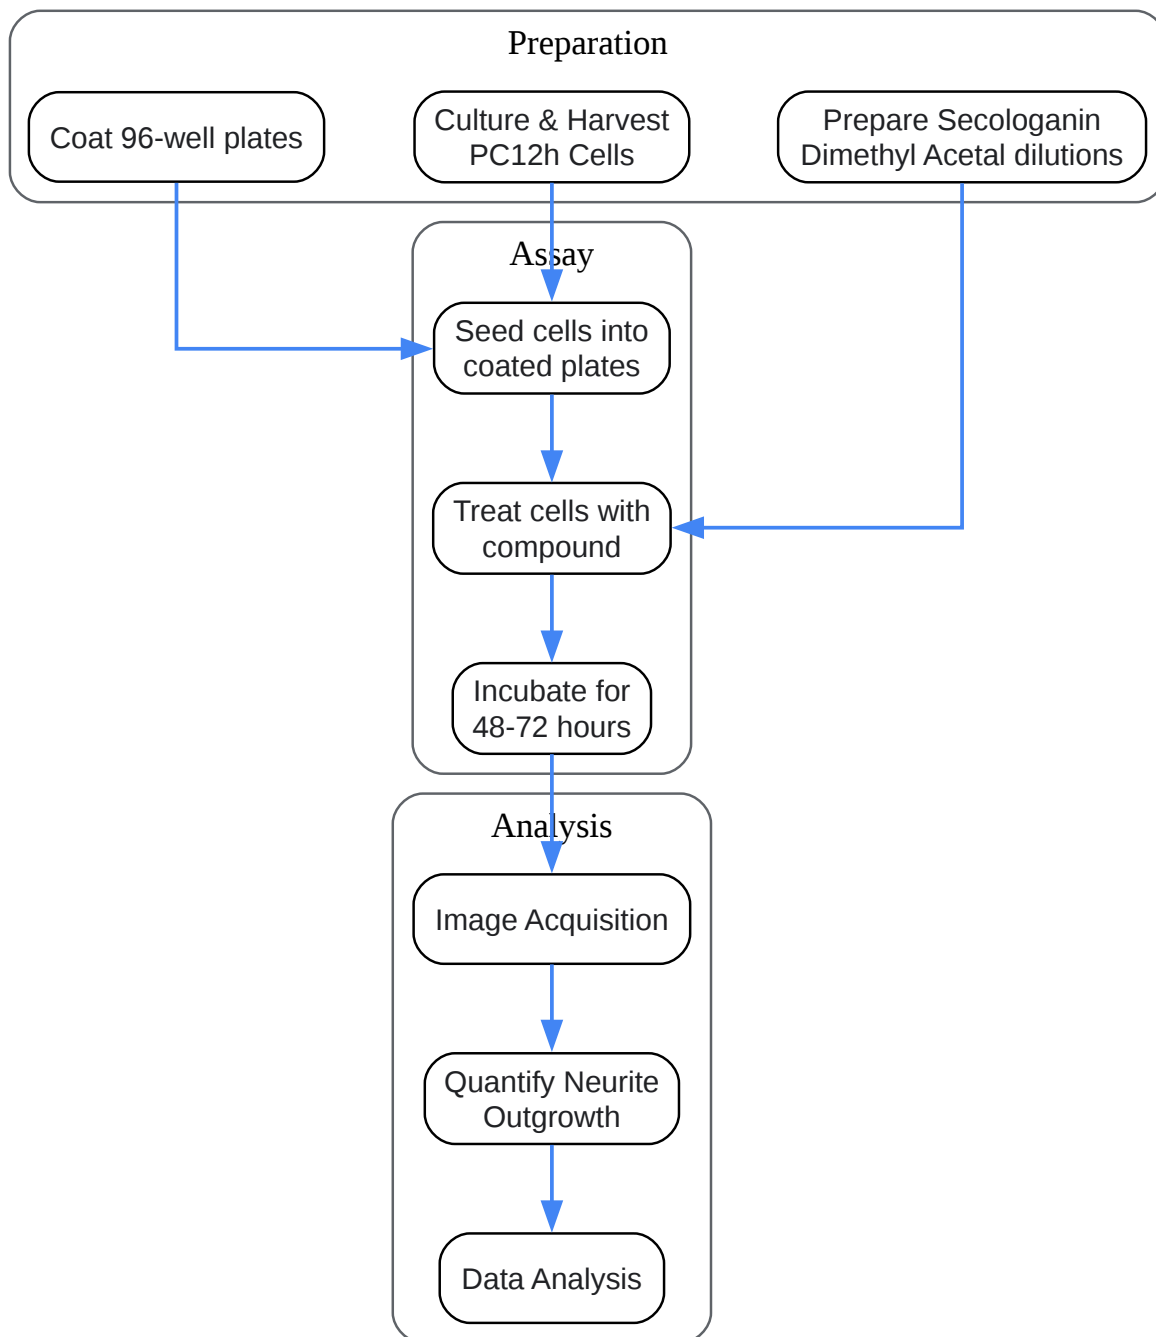 Preparation
Coat 96-well plates
Culture & Harvest
PC12h Cells
Prepare Secologanin
Dimethyl Acetal dilutions
Assay
Seed cells into
coated plates
Treat cells with
compound
Incubate for
48-72 hours
Analysis
Image Acquisition
Quantify Neurite
Outgrowth
Data Analysis